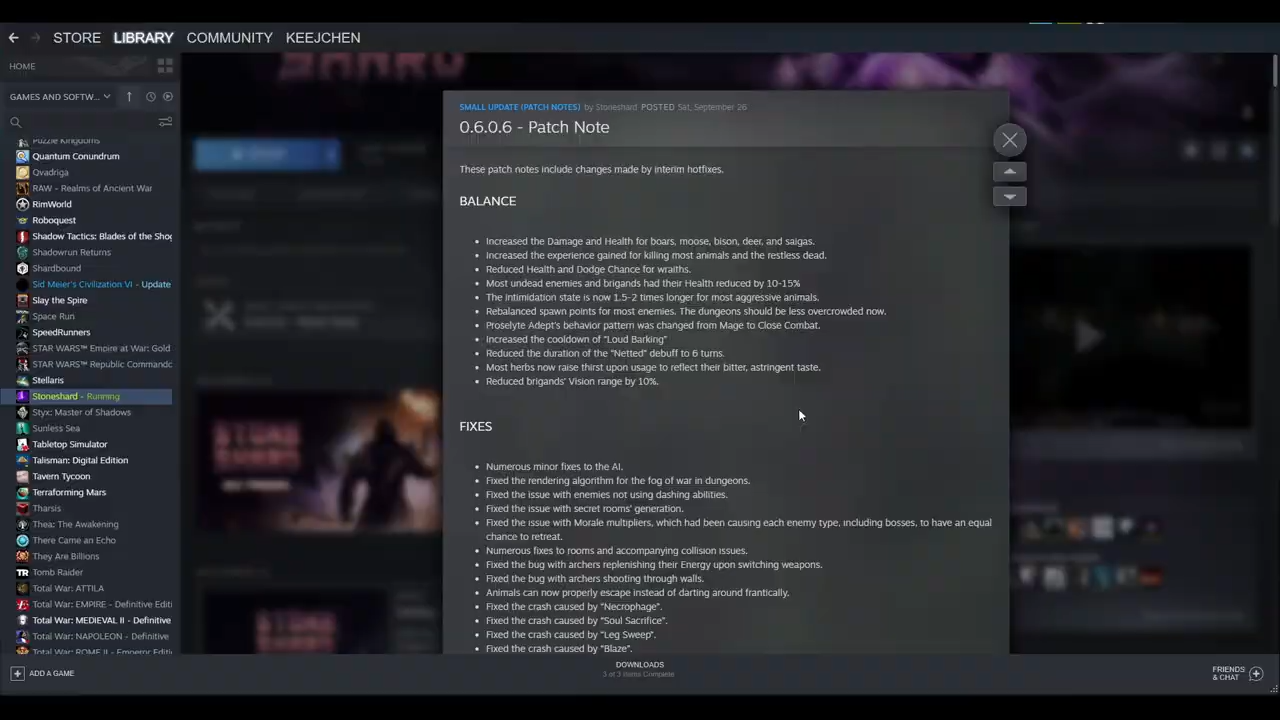 STORE LIBRARY COMMUNITY KEEJCHEN
HOME
GAMES AND SOFTW...
Puzzle Kingdoms
Quantum Conundrum
Quadriga
RAW - Realms of Ancient War
RimWorld
Roboquest
Shadow Tactics: Blades of the Shog
Shadowrun Returns
Shardbound
Sid Meier's Civilization VI - Update
Slay the Spire
Space Run
SpeedRunners
STAR WARS™ Empire at War: Gold
STAR WARS™ Republic Commando
Stellaris
Stoneshard - Running
Styx: Master of Shadows
Sunless Sea
Tabletop Simulator
Talisman: Digital Edition
Tavern Tycoon
Terraforming Mars
Tharsis
Thea: The Awakening
There Came an Echo
They Are Billions
Tomb Raider
Total War: ATTILA
Total War: EMPIRE - Definitive Editi
Total War: MEDIEVAL II - Definitive
Total War: NAPOLEON - Definitive
Total War: ROME II - Emperor Edition
ADD A GAME
SMALL UPDATE (PATCH NOTES) by Stoneshard POSTED Sat, September 26
0.6.0.6 - Patch Note
These patch notes include changes made by interim hotfixes.
BALANCE
• Increased the Damage and Health for boars, moose, bison, deer, and saigas.
• Increased the experience gained for killing most animals and the restless dead.
• Reduced Health and Dodge Chance for wraiths.
• Most undead enemies and brigands had their Health reduced by 10-15%
• The intimidation state is now 1.5-2 times longer for most aggressive animals.
• Rebalanced spawn points for most enemies. The dungeons should be less overcrowded now.
• Proselyte Adept's behavior pattern was changed from Mage to Close Combat.
• Increased the cooldown of "Loud Barking"
• Reduced the duration of the "Netted" debuff to 6 turns.
• Most herbs now raise thirst upon usage to reflect their bitter, astringent taste.
• Reduced brigands' Vision range by 10%.
FIXES
• Numerous minor fixes to the AI.
• Fixed the rendering algorithm for the fog of war in dungeons.
• Fixed the issue with enemies not using dashing abilities.
• Fixed the issue with secret rooms' generation.
• Fixed the issue with Morale multipliers, which had been causing each enemy type, including bosses, to have an equal
chance to retreat.
• Numerous fixes to rooms and accompanying collision issues.
• Fixed the bug with archers replenishing their Energy upon switching weapons.
• Fixed the bug with archers shooting through walls.
• Animals can now properly escape instead of darting around frantically.
• Fixed the crash caused by "Necrophage".
• Fixed the crash caused by "Soul Sacrifice".
• Fixed the crash caused by "Leg Sweep".
• Fixed the crash caused by "Blaze".
DOWNLOADS
3 of 3 Items Complete
FRIENDS
& CHAT